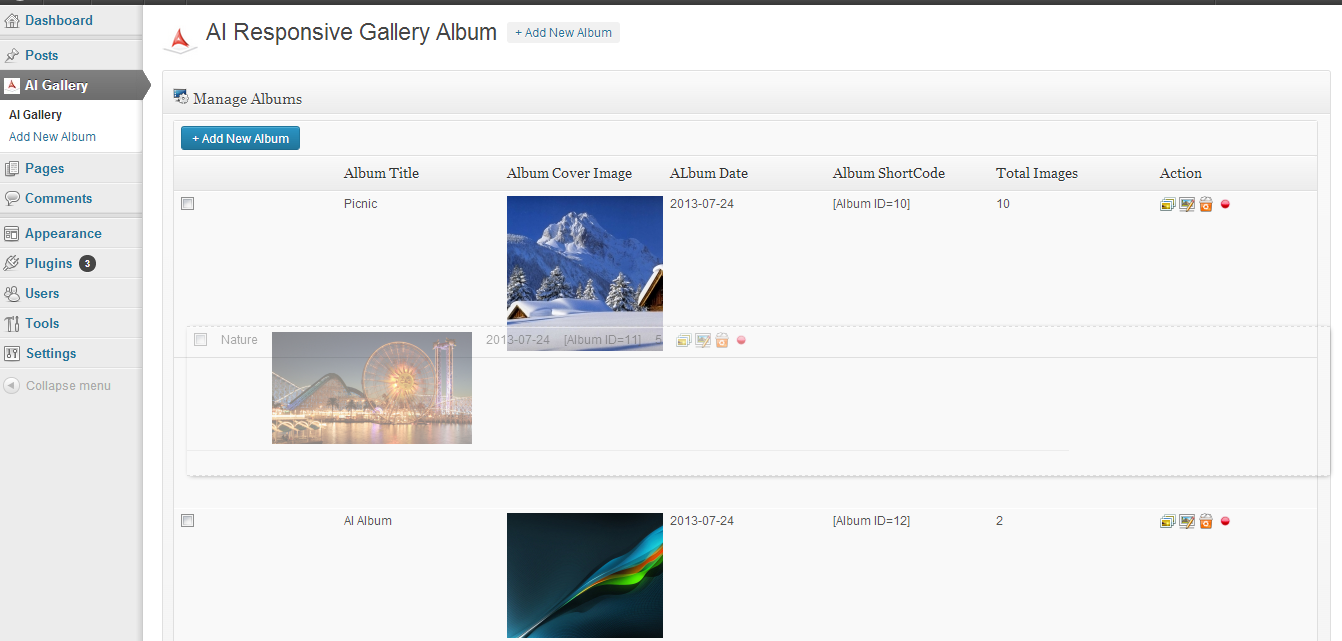 Dashboard
Posts
AI Gallery
AI Gallery
Add New Album
Pages
Comments
Appearance
Plugins 3
Users
Tools
Settings
Collapse menu
AI Responsive Gallery Album + Add New Album
Manage Albums
+ Add New Album
Album Title Album Cover Image ALbum Date Album ShortCode Total Images Action
Picnic 2013-07-24 [Album ID=10] 10
Nature 2013-07-24 [Album ID=11] 5
AI Album 2013-07-24 [Album ID=12] 2